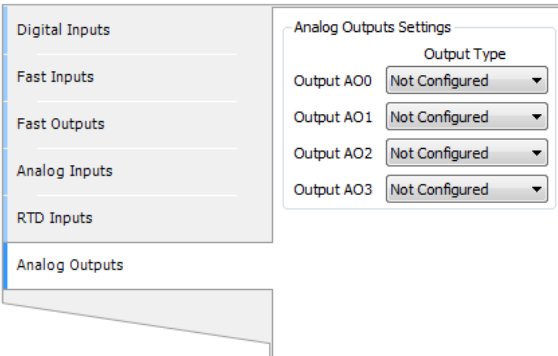 Digital Inputs
Fast Inputs
Fast Outputs
Analog Inputs
RTD Inputs
Analog Outputs
Analog Outputs Settings
Output Type
Output AO0 Not Configured
Output AO1 Not Configured
Output AO2 Not Configured
Output AO3 Not Configured